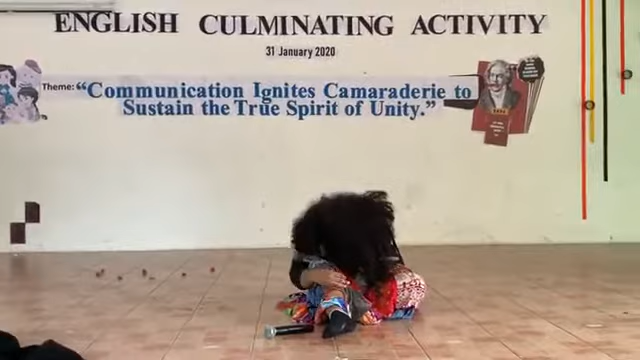 ENGLISH CULMINATING ACTIVITY
31 January 2020
Theme: “Communication Ignites Camaraderie to
Sustain the True Spirit of Unity.”